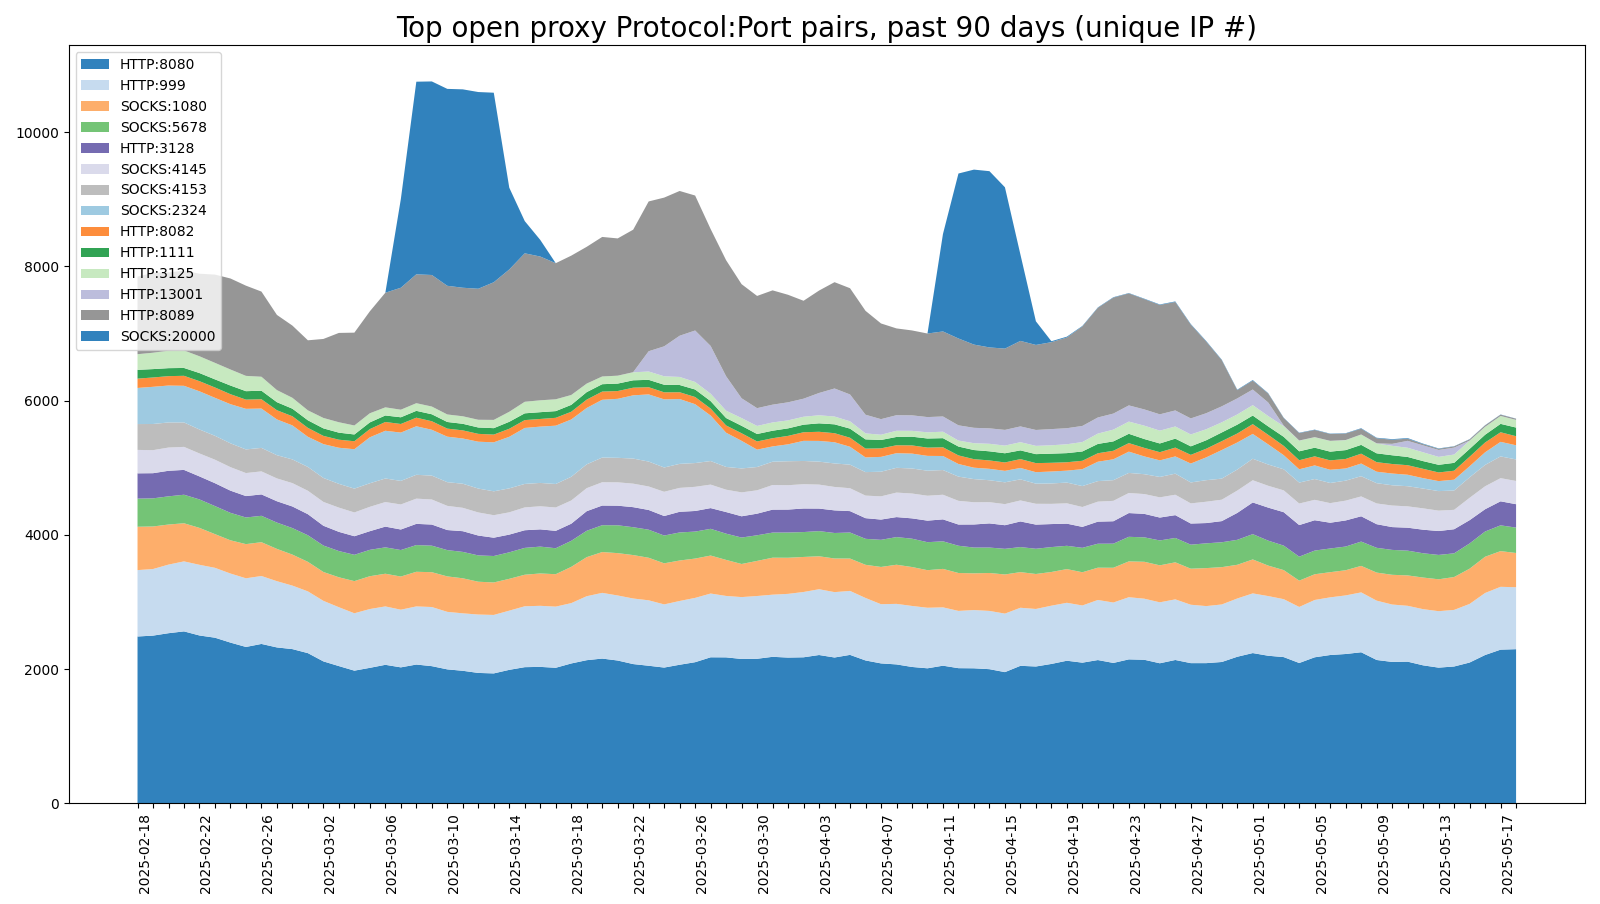 Top open proxy Protocol:Port pairs, past 90 days (unique IP #)
HTTP:8080
HTTP:999
SOCKS:1080
SOCKS:5678
HTTP:3128
SOCKS:4145
SOCKS:4153
SOCKS:2324
HTTP:8082
HTTP:1111
HTTP:3125
HTTP:13001
HTTP:8089
SOCKS:20000
10000
8000
6000
4000
2000
0
2025-02-18
2025-02-22
2025-02-26
2025-03-02
2025-03-06
2025-03-10
2025-03-14
2025-03-18
2025-03-22
2025-03-26
2025-03-30
2025-04-03
2025-04-07
2025-04-11
2025-04-15
2025-04-19
2025-04-23
2025-04-27
2025-05-01
2025-05-05
2025-05-09
2025-05-13
2025-05-17